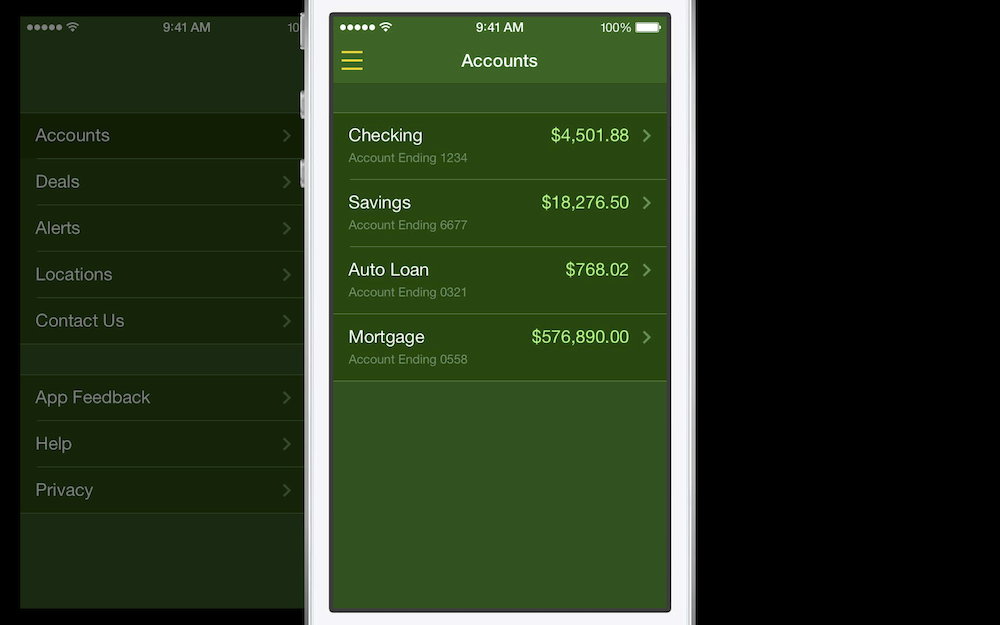 9:41 AM
10
Accounts
Deals
Alerts
Locations
Contact Us
App Feedback
Help
Privacy
9:41 AM
100%
Accounts
Checking
$4,501.88
Account Ending 1234
Savings
$18,276.50
Account Ending 6677
Auto Loan
$768.02
Account Ending 0321
Mortgage
$576,890.00
Account Ending 0558